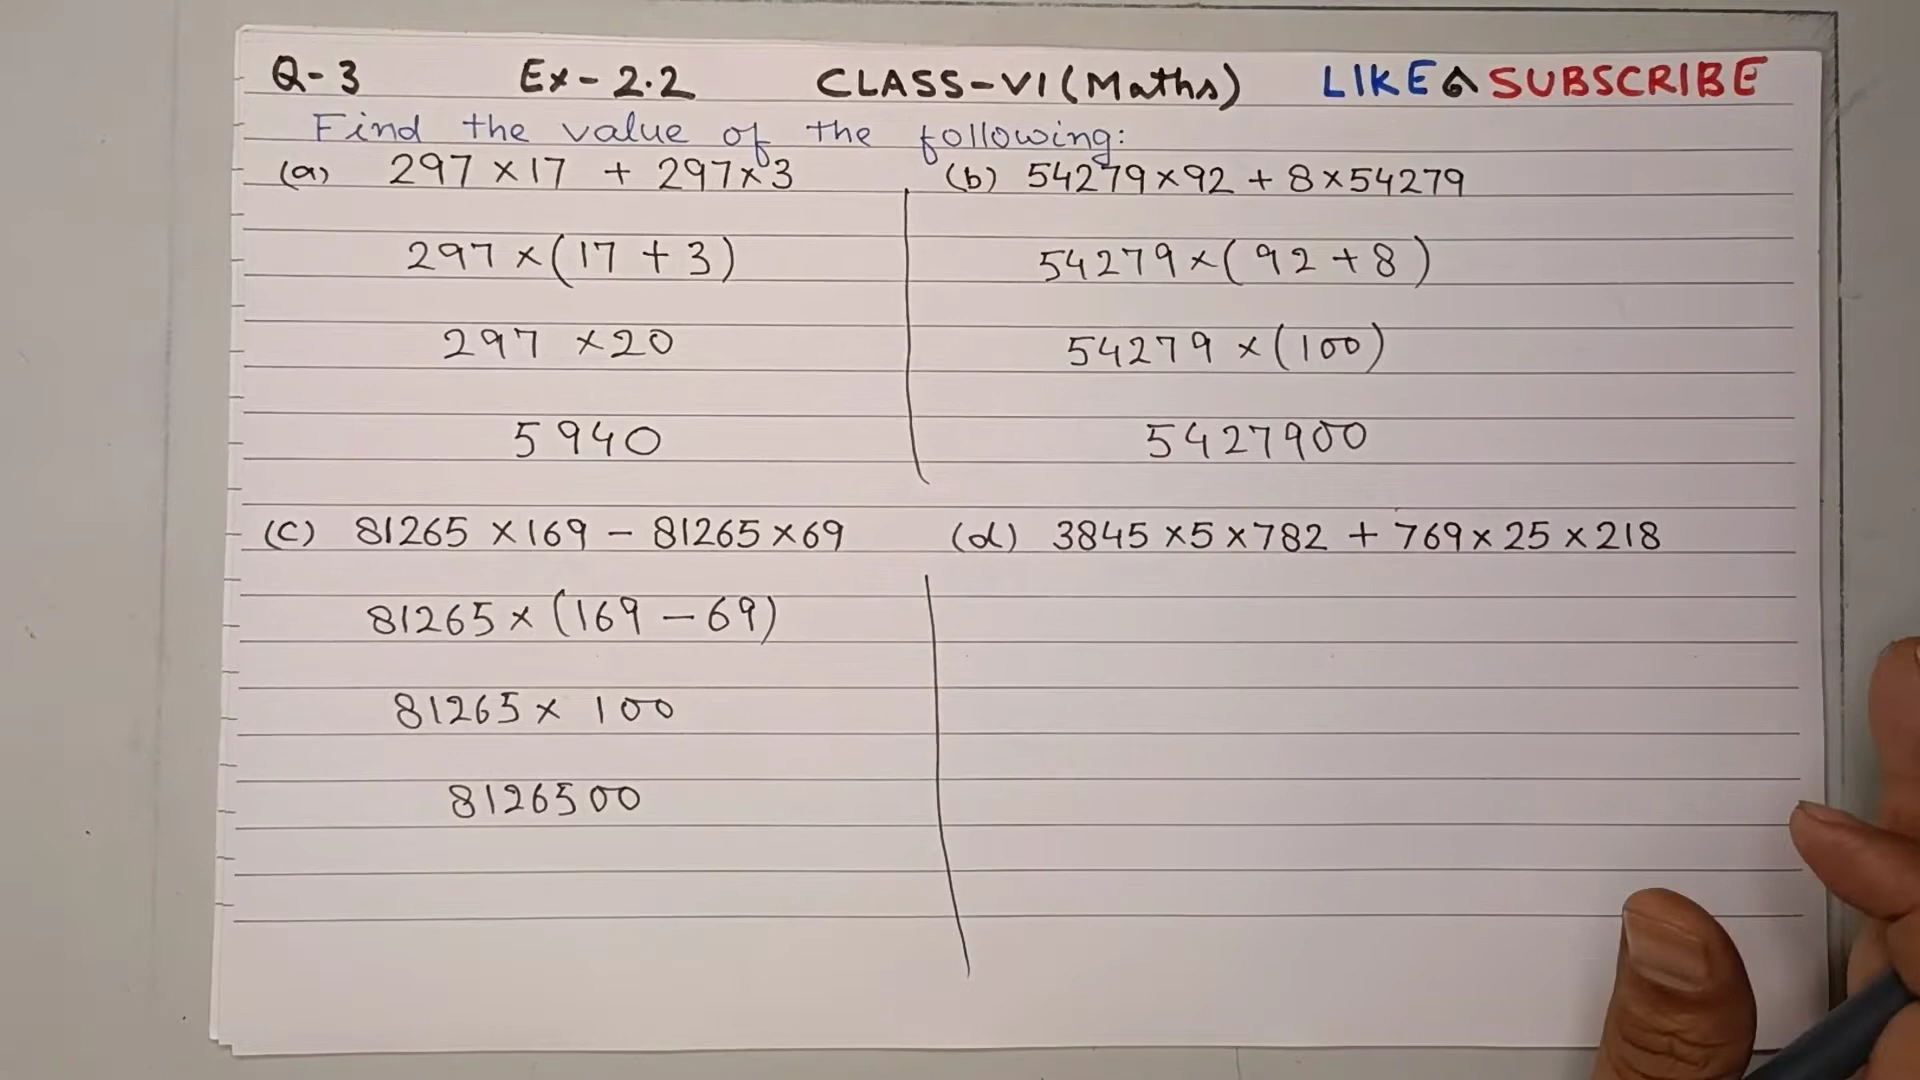 Q-3 Ex-2.2 CLASS-VI (Maths) LIKE & SUBSCRIBE
Find the value of the following:
(a) 297 × 17 + 297 × 3
297 × (17 + 3)
297 × 20
5940
(b) 54279 × 92 + 8 × 54279
54279 × (92 + 8)
54279 × (100)
5427900
(c) 81265 × 169 - 81265 × 69
81265 × (169 - 69)
81265 × 100
8126500
(d) 3845 × 5 × 782 + 769 × 25 × 218